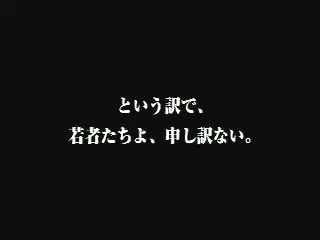 という訳で、
若者たちよ、申し訳ない。